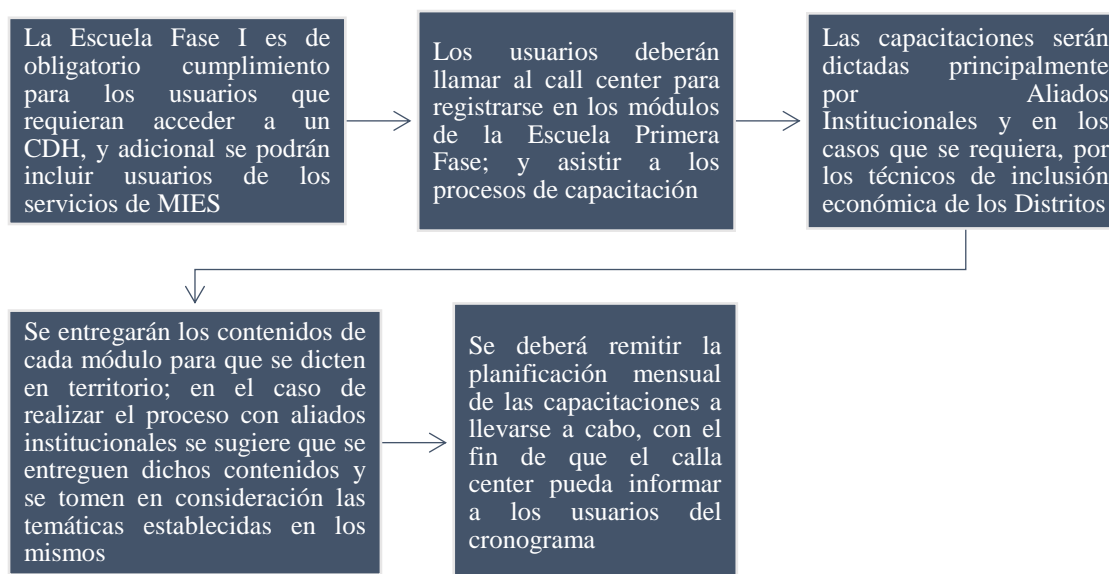 La Escuela Fase I es de
obligatorio cumplimiento
para los usuarios que
requieran acceder a un
CDH, y adicional se podrán
incluir usuarios de los
servicios de MIES
Los usuarios deberán
llamar al call center para
registrarse en los módulos
de la Escuela Primera
Fase; y asistir a los
procesos de capacitación
Las capacitaciones serán
dictadas principalmente
por Aliados
Institucionales y en los
casos que se requiera, por
los técnicos de inclusión
económica de los Distritos
Se entregarán los contenidos de
cada módulo para que se dicten
en territorio; en el caso de
realizar el proceso con aliados
institucionales se sugiere que se
entreguen dichos contenidos y
se tomen en consideración las
temáticas establecidas en los
mismos
Se deberá remitir la
planificación mensual
de las capacitaciones a
llevarse a cabo, con el
fin de que el calla
center pueda informar
a los usuarios del
cronograma